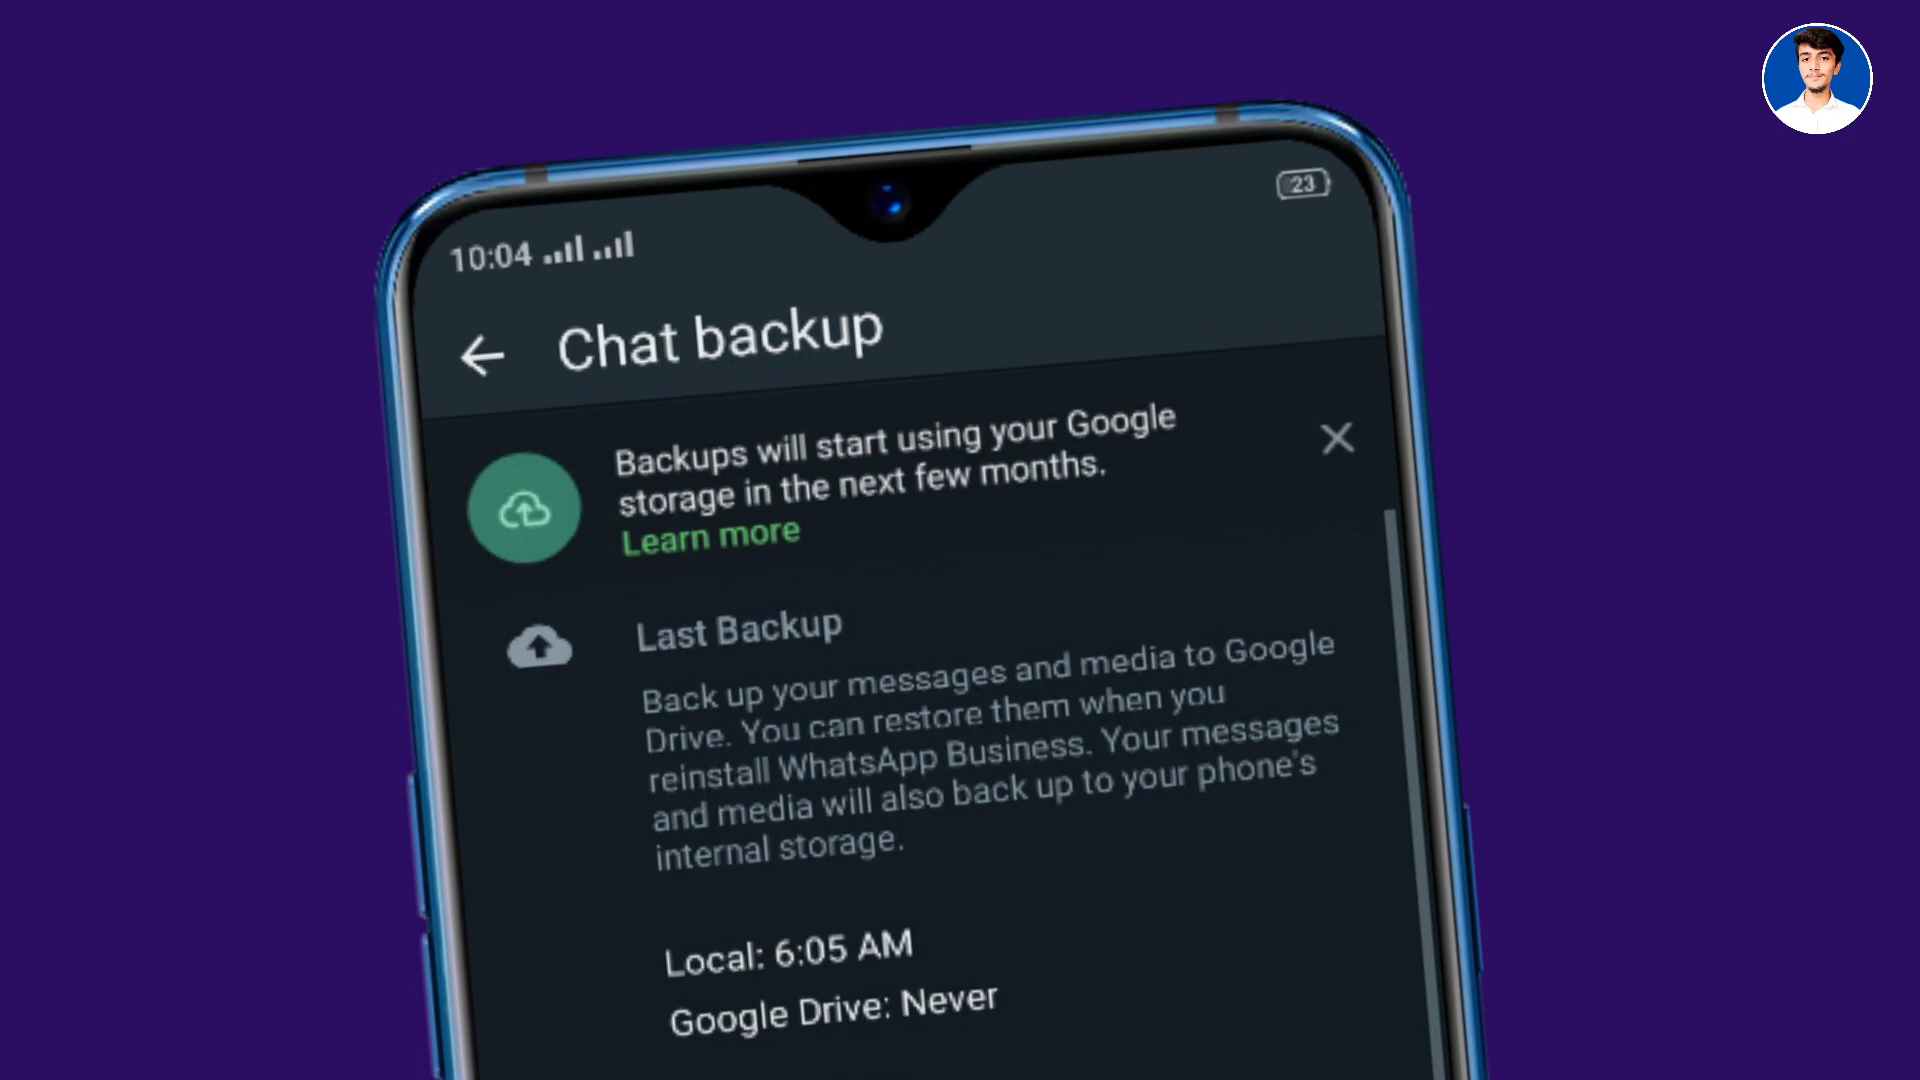 23
10:04
Chat backup
Backups will start using your Google
storage in the next few months.
Learn more
Last Backup
Back up your messages and media to Google
Drive. You can restore them when you
reinstall WhatsApp Business. Your messages
and media will also back up to your phone's
internal storage.
Local: 6:05 AM
Google Drive: Never